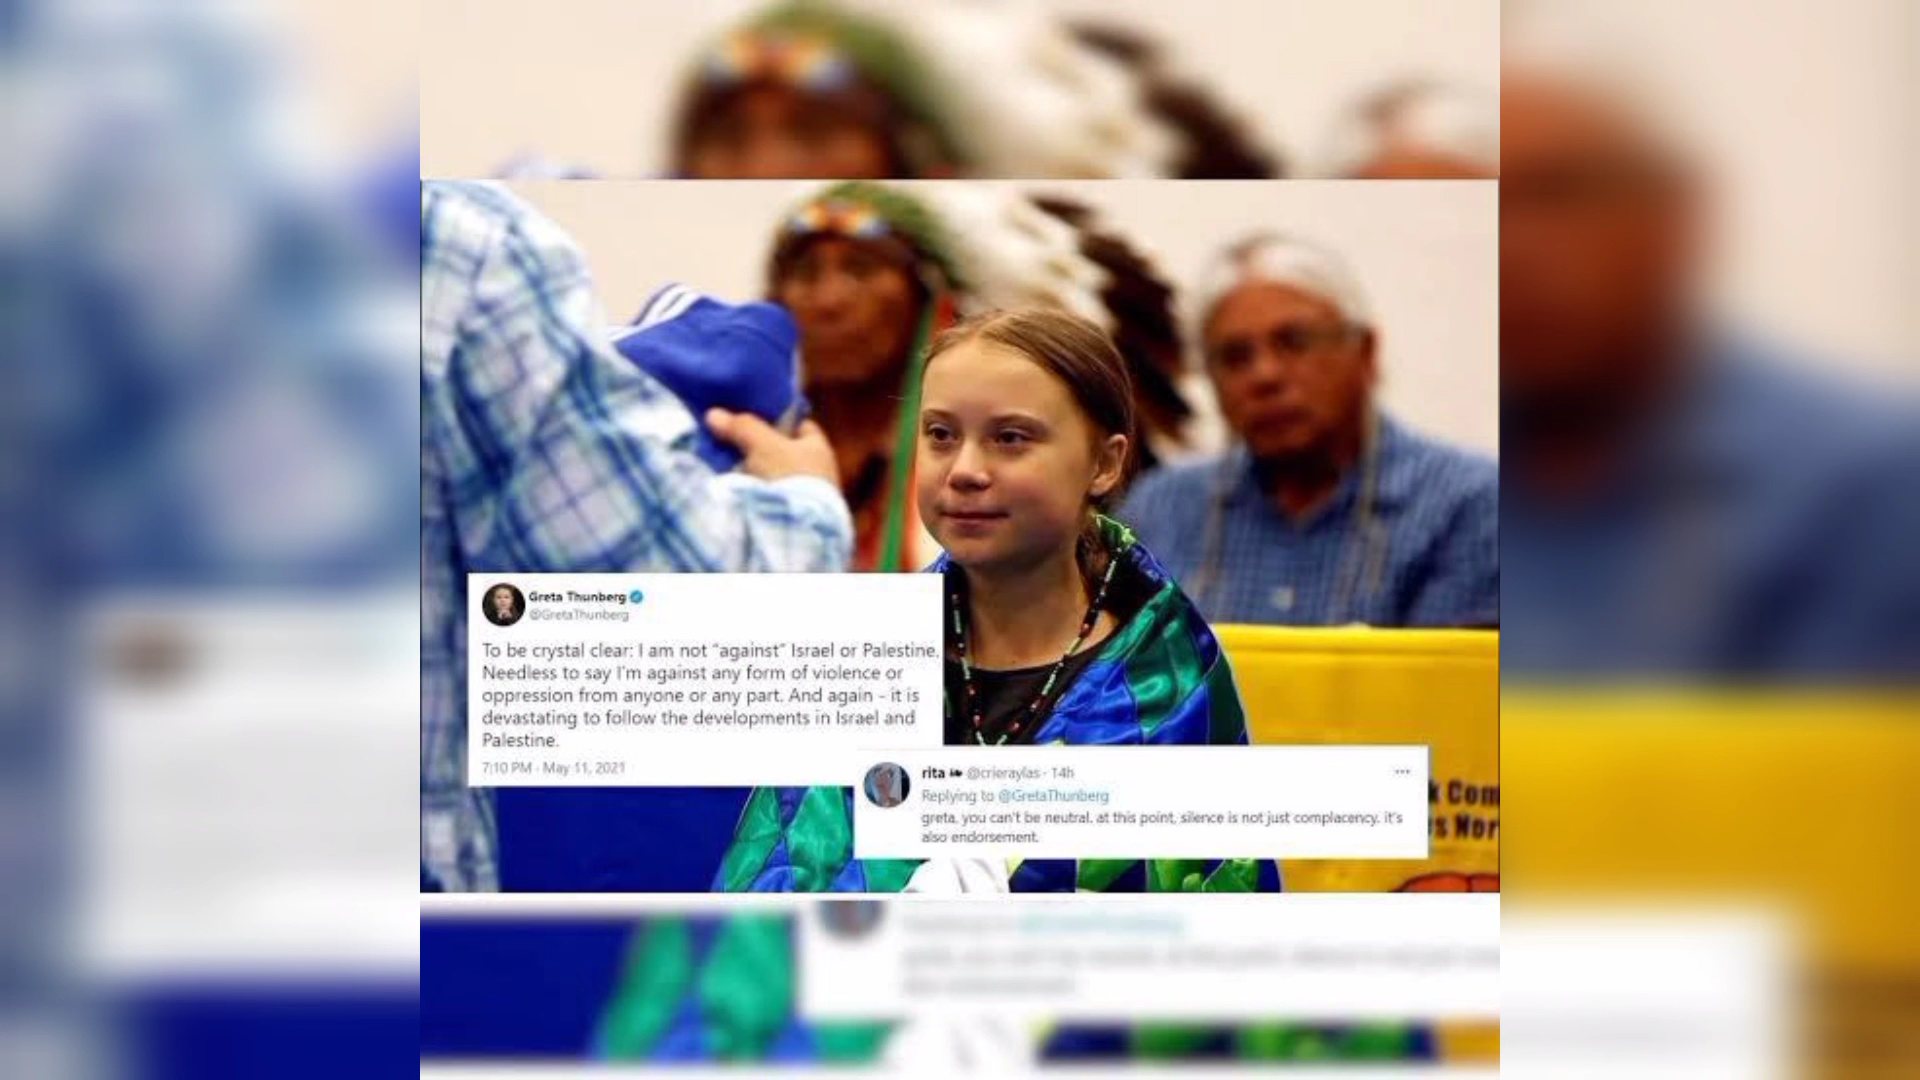 Greta Thunberg
@GretaThunberg
To be crystal clear: I am not "against" Israel or Palestine.
Needless to say I'm against any form of violence or
oppression from anyone or any part. And again - it is
devastating to follow the developments in Israel and
Palestine.
7:10 PM · May 11, 2021
rita @crieraylas · 14h
Replying to @GretaThunberg
greta, you can't be neutral. at this point, silence is not just complacency. it's
also endorsement.
k Com
s Nor